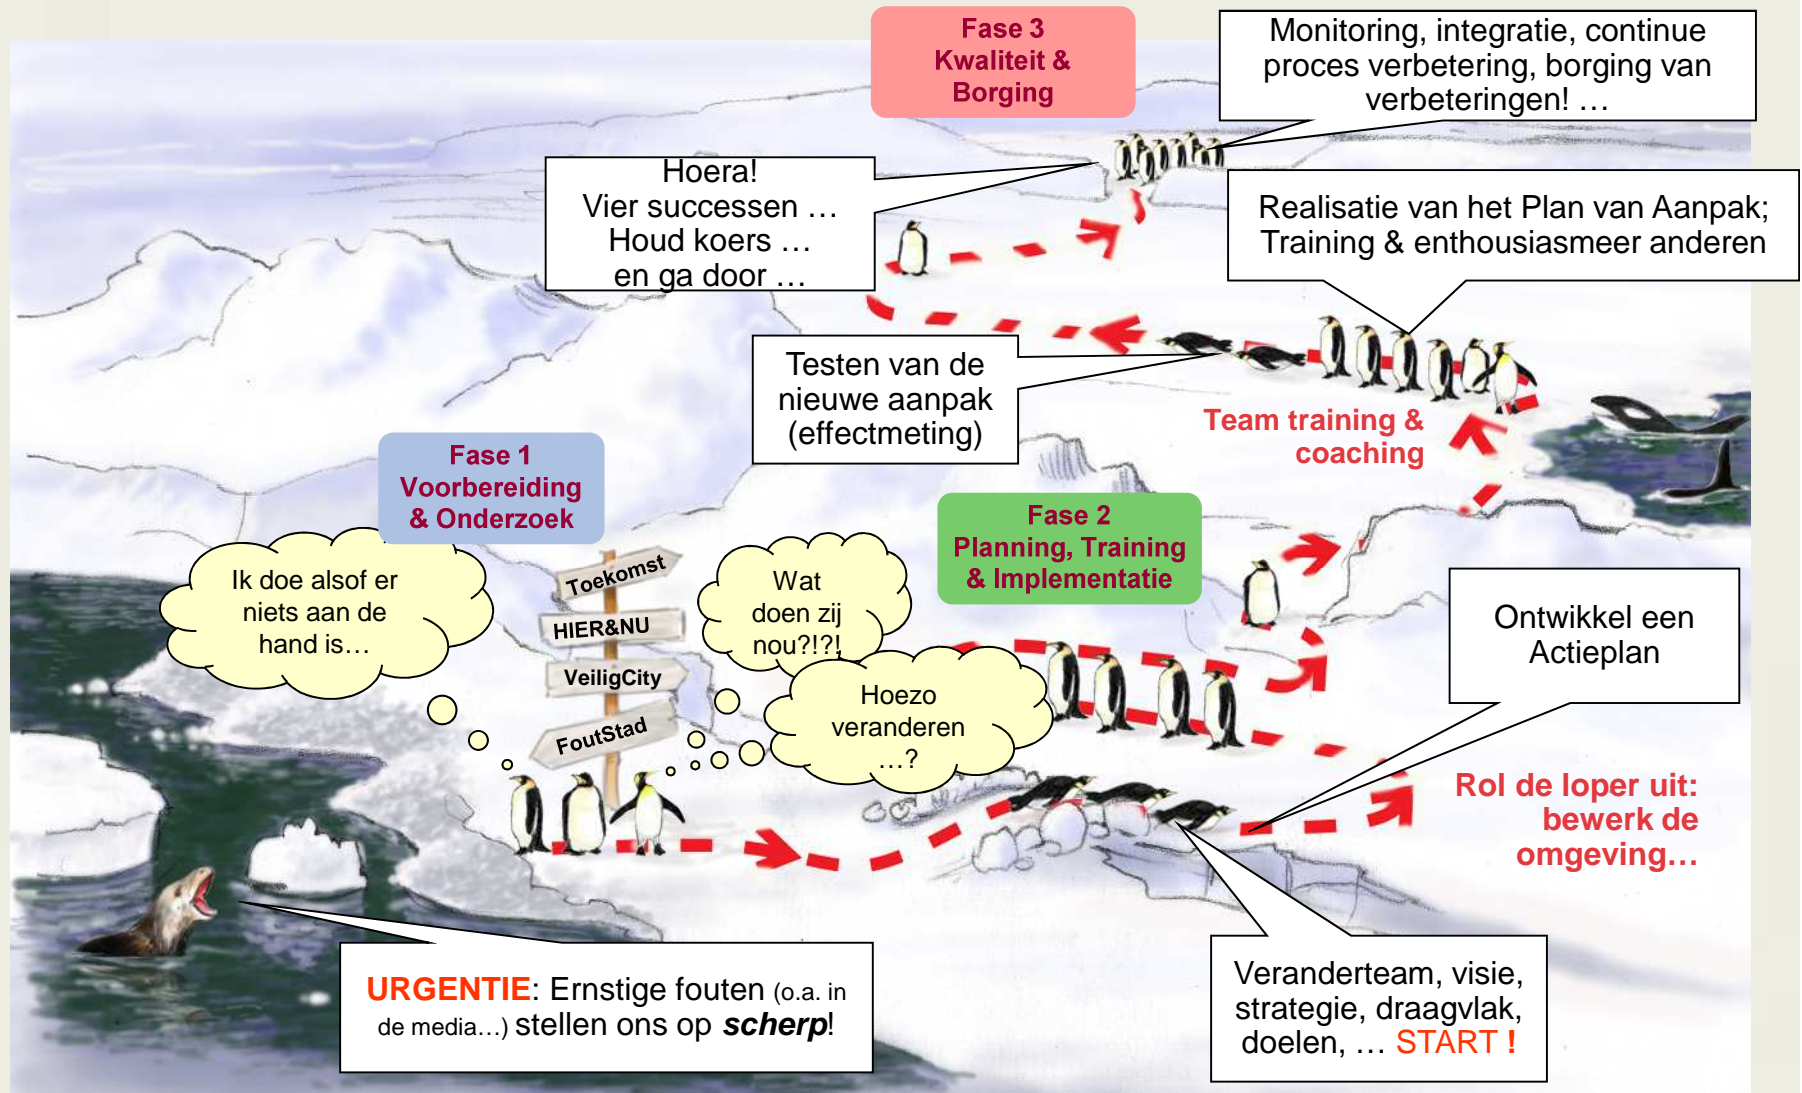 Fase 3
Kwaliteit &
Borging
Monitoring, integratie, continue
proces verbetering, borging van
verbeteringen! …
Hoera!
Vier successen …
Houd koers …
en ga door …
Realisatie van het Plan van Aanpak;
Training & enthousiasmeer anderen
Testen van de
nieuwe aanpak
(effectmeting)
Team training &
coaching
Fase 1
Voorbereiding
& Onderzoek
Fase 2
Planning, Training
& Implementatie
Ik doe alsof er
niets aan de
hand is…
Toekomst
HIER&NU
VeiligCity
FoutStad
Wat
doen zij
nou?!?!
Hoezo
veranderen
…?
Ontwikkel een
Actieplan
Rol de loper uit:
bewerk de
omgeving…
URGENTIE: Ernstige fouten (o.a. in
de media…) stellen ons op scherp!
Veranderteam, visie,
strategie, draagvlak,
doelen, … START !